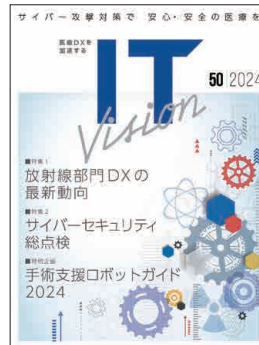 サイバー攻撃対策で 安心・安全の医療を
医療DXを
加速する
IT
Vision
50 2024
■特集1
放射線部門DXの
最新動向
■特集2
サイバーセキュリティ
総点検
■特別企画
手術支援ロボットガイド
2024